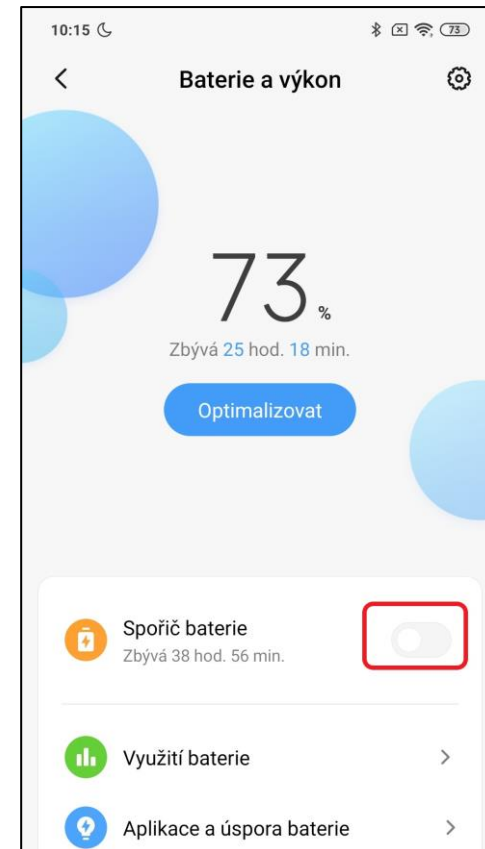 10:15
73
Baterie a výkon
73 %
Zbývá 25 hod. 18 min.
Optimalizovat
Spořič baterie
Zbývá 38 hod. 56 min.
Využití baterie
Aplikace a úspora baterie